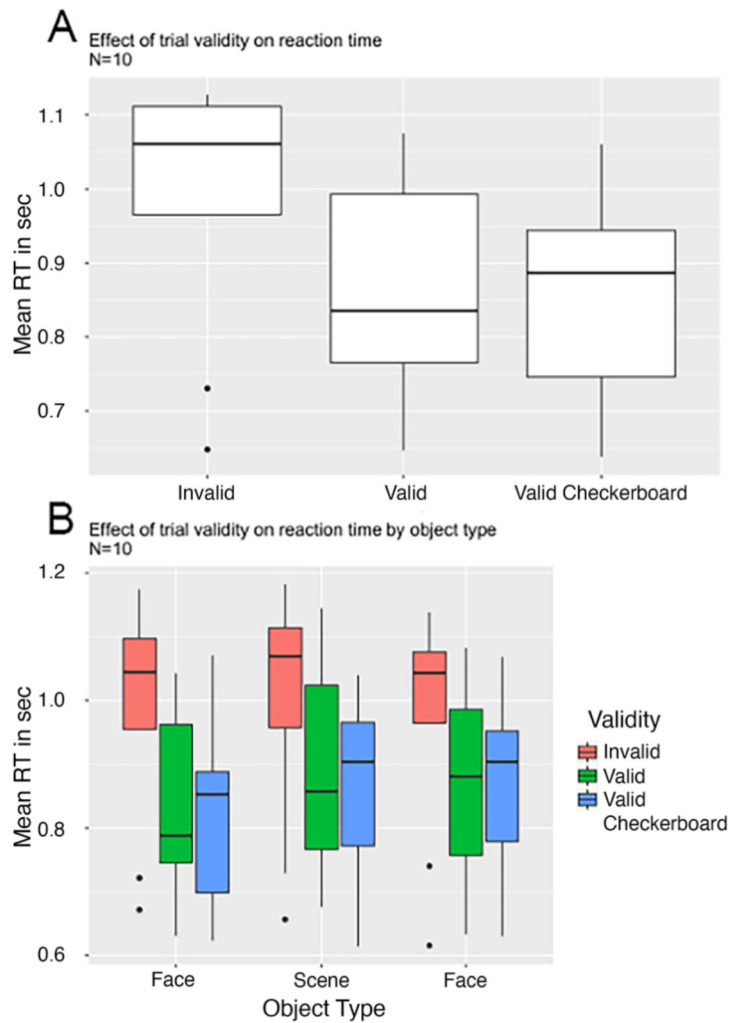 A
Effect of trial validity on reaction time
N=10
Mean RT in sec
1.1
1.0
0.9
0.8
0.7
Invalid Valid Valid Checkerboard
B
Effect of trial validity on reaction time by object type
N=10
Mean RT in sec
1.2
1.0
0.8
0.6
Face Scene Face
Object Type
Validity
Invalid
Valid
Valid
Checkerboard